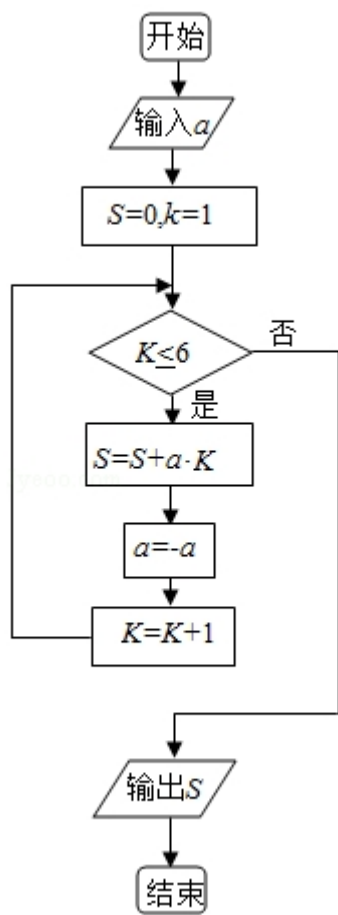 开始
输入a
S=0,k=1
K≤6
否
是
S=S+a·K
a=-a
K=K+1
输出S
结束